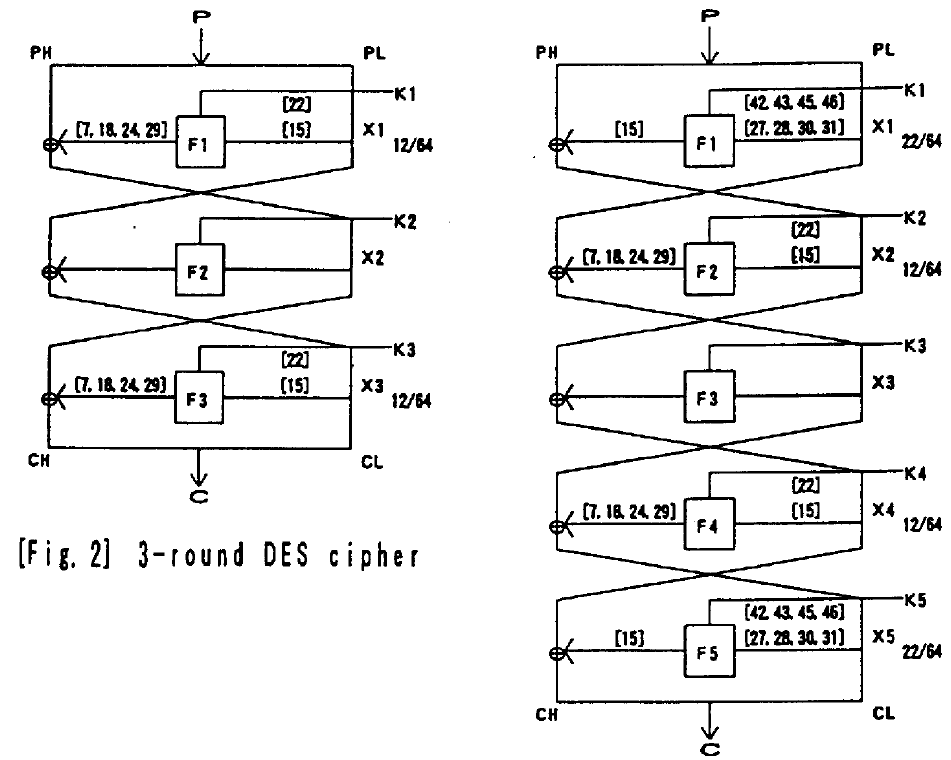 P
PH
PL
K1
[22]
[7, 18, 24, 29]
F1
[15]
X1
12/64
K2
F2
X2
K3
[22]
[7, 18, 24, 29]
F3
[15]
X3
12/64
CH
CL
C
[Fig. 2] 3-round DES cipher
P
PH
PL
K1
[42, 43, 45, 46]
[15]
F1
[27, 28, 30, 31]
X1
22/64
K2
[22]
[7, 18, 24, 29]
F2
[15]
X2
12/64
K3
F3
X3
K4
[22]
[7, 18, 24, 29]
F4
[15]
X4
12/64
K5
[42, 43, 45, 46]
[15]
F5
[27, 28, 30, 31]
X5
22/64
CH
CL
C